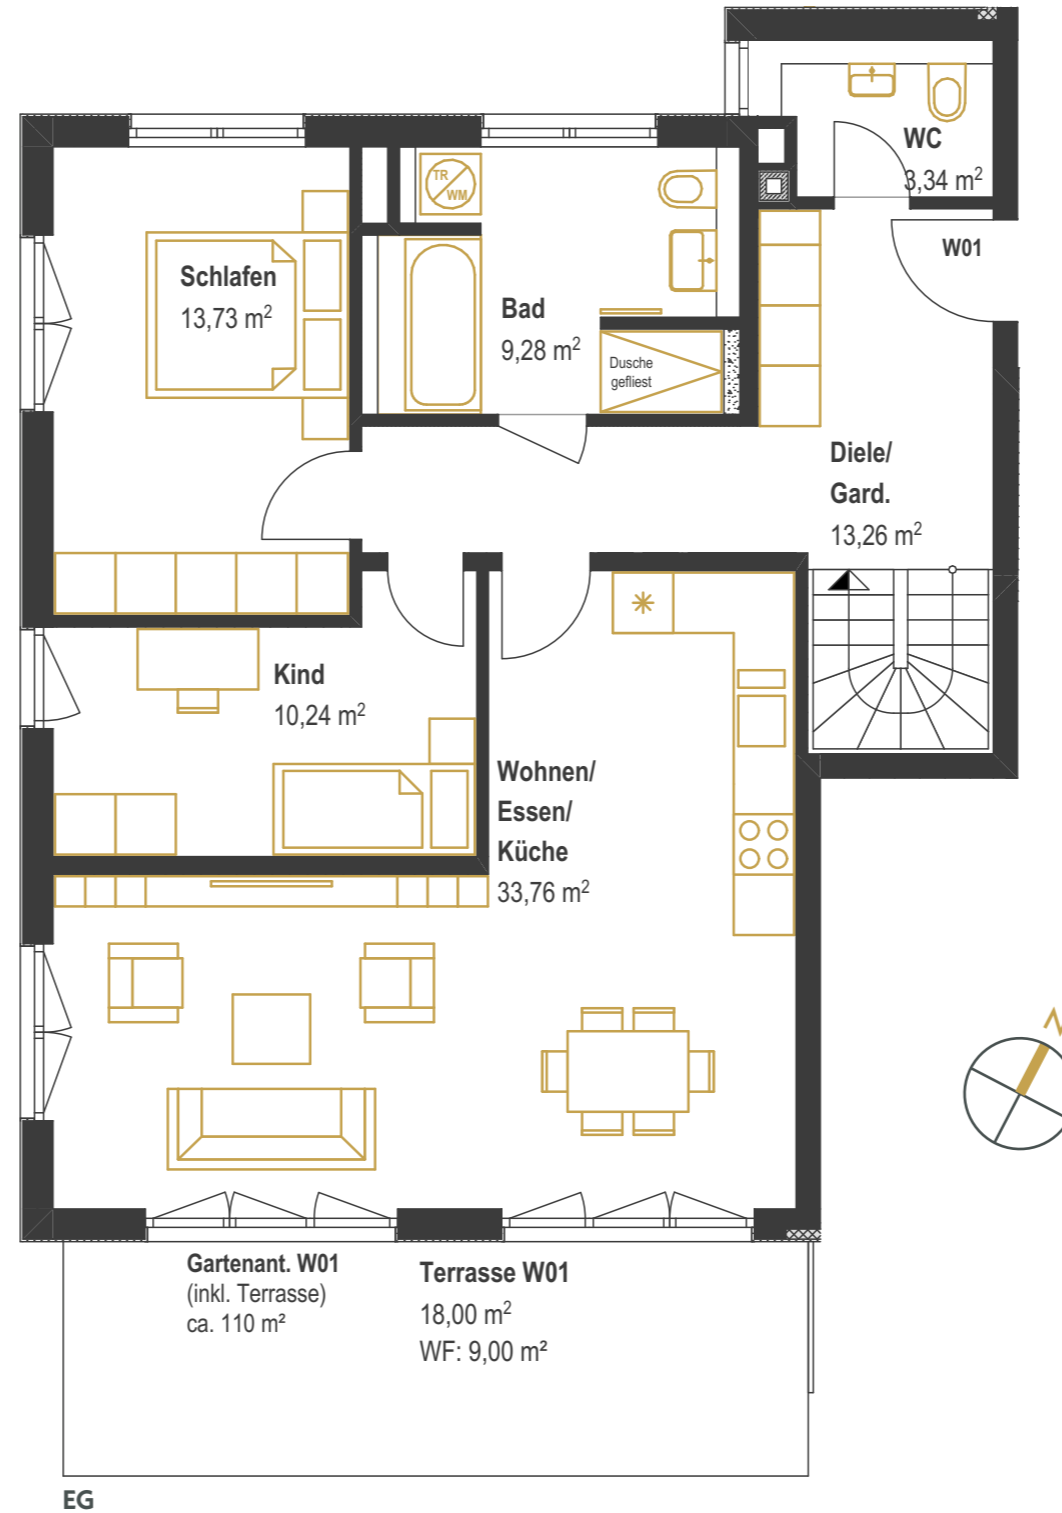 WC
3,34 m²
W01
TR
WM
Schlafen
13,73 m²
Bad
9,28 m²
Dusche
gefliest
Diele/
Gard.
13,26 m²
Kind
10,24 m²
Wohnen/
Essen/
Küche
33,76 m²
N
Gartenant. W01
(inkl. Terrasse)
ca. 110 m²
Terrasse W01
18,00 m²
WF: 9,00 m²
EG